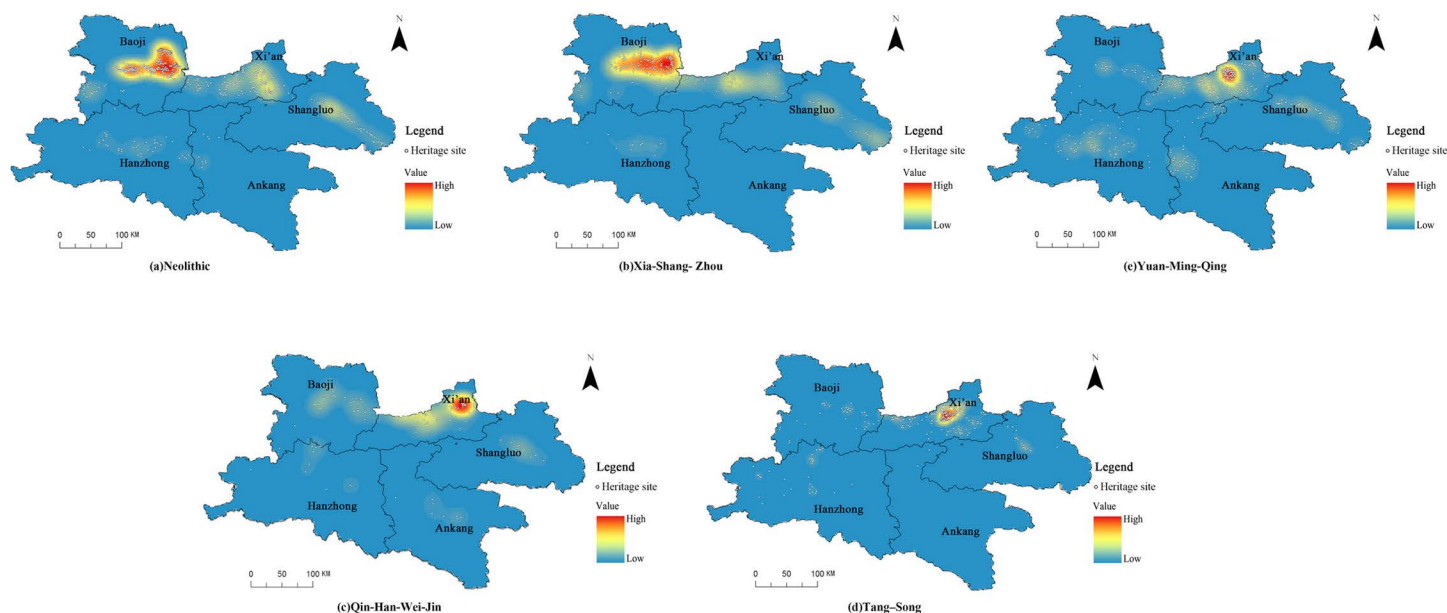 N
Baoji
Xi'an
Shangluo
Hanzhong
Ankang
Legend
Heritage site
Value
High
Low
0 50 100 KM
(a)Neolithic
N
Baoji
Xi'an
Shangluo
Hanzhong
Ankang
Legend
Heritage site
Value
High
Low
0 50 100 KM
(b)Xia-Shang- Zhou
N
Baoji
Xi'an
Shangluo
Hanzhong
Ankang
Legend
Heritage site
Value
High
Low
0 50 100 KM
(e)Yuan-Ming-Qing
N
Baoji
Xi'an
Shangluo
Hanzhong
Ankang
Legend
Heritage site
Value
High
Low
0 50 100 KM
(c)Qin-Han-Wei-Jin
N
Baoji
Xi'an
Shangluo
Hanzhong
Ankang
Legend
Heritage site
Value
High
Low
0 50 100 KM
(d)Tang–Song